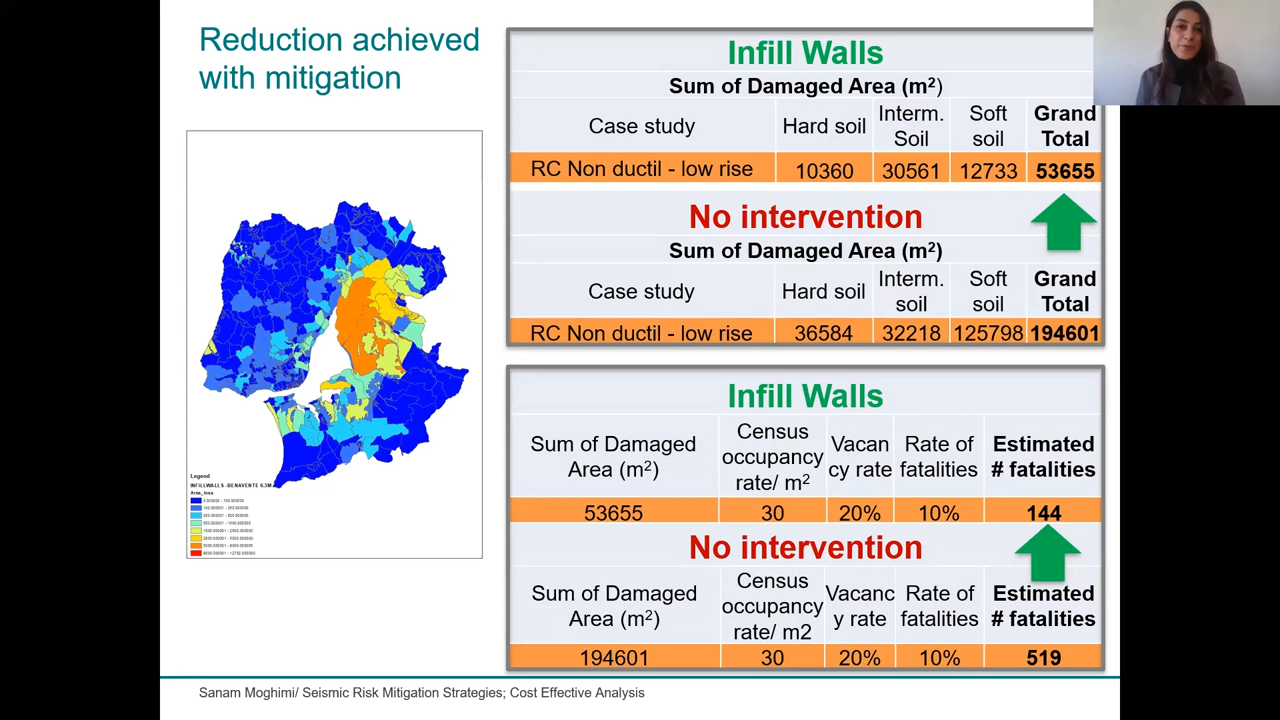 Reduction achieved
with mitigation
Infill Walls
Sum of Damaged Area (m²)
Case study Hard soil Interm. Soil Soft soil Grand Total
RC Non ductil - low rise 10360 30561 12733 53655
No intervention
Sum of Damaged Area (m²)
Case study Hard soil Interm. soil Soft soil Grand Total
RC Non ductil - low rise 36584 32218 125798 194601
Infill Walls
Sum of Damaged Area (m²) Census occupancy rate/ m² Vacan cy rate Rate of fatalities Estimated # fatalities
53655 30 20% 10% 144
No intervention
Sum of Damaged Area (m²) Census occupancy rate/ m2 Vacanc y rate Rate of fatalities Estimated # fatalities
194601 30 20% 10% 519
Legend
INFILLWALLS -BENAVENTE 6.3M
Sanam Moghimi/ Seismic Risk Mitigation Strategies; Cost Effective Analysis